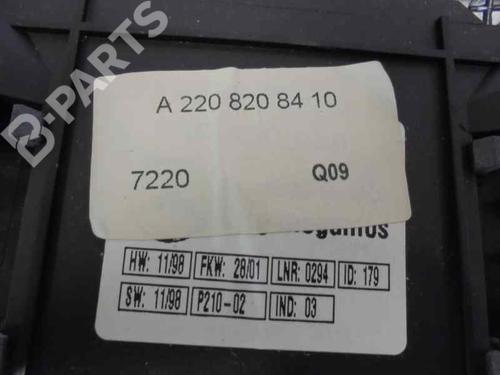 B-PARTS
A 220 820 84 10
7220 Q09
HW: 11/98 FKW: 28/01 LNR: 0294 ID: 179
SW: 11/98 P210-02 IND: 03